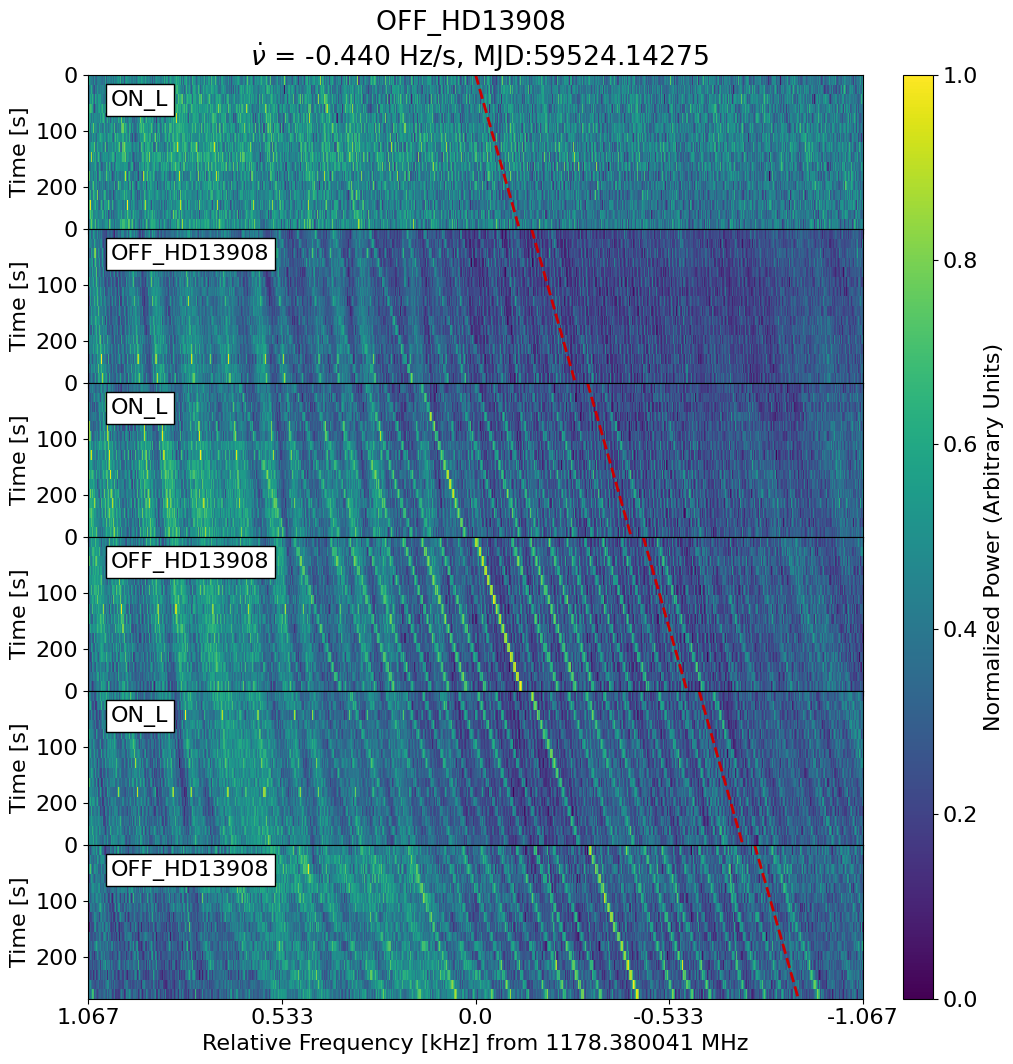 OFF_HD13908
ν̇ = -0.440 Hz/s, MJD:59524.14275
0
100
200
Time [s]
ON_L
0
100
200
Time [s]
OFF_HD13908
0
100
200
Time [s]
ON_L
0
100
200
Time [s]
OFF_HD13908
0
100
200
Time [s]
ON_L
0
100
200
Time [s]
OFF_HD13908
1.067 0.533 0.0 -0.533 -1.067
Relative Frequency [kHz] from 1178.380041 MHz
1.0
0.8
0.6
0.4
0.2
0.0
Normalized Power (Arbitrary Units)